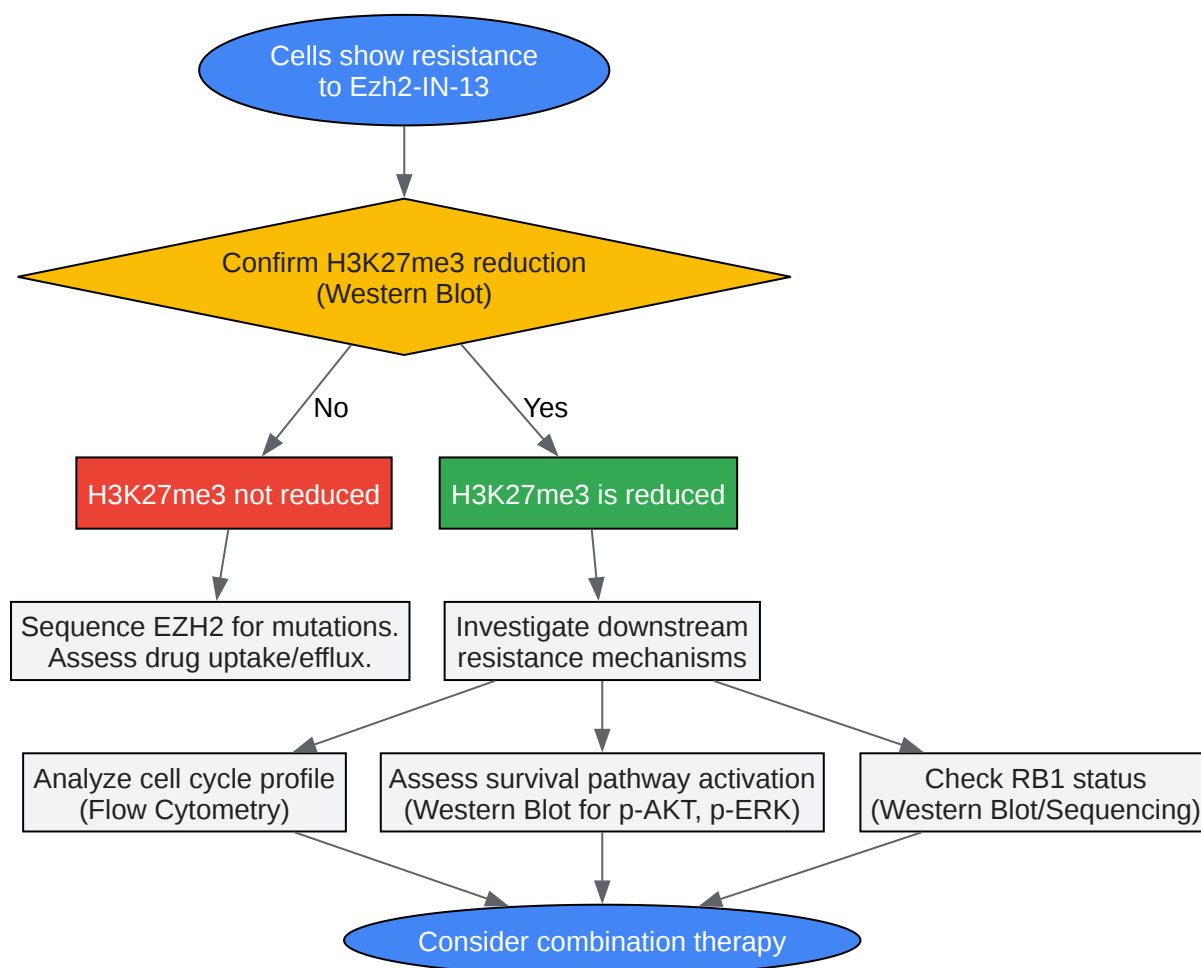 Cells show resistance
to Ezh2-IN-13
Confirm H3K27me3 reduction
(Western Blot)
No
Yes
H3K27me3 not reduced
H3K27me3 is reduced
Sequence EZH2 for mutations.
Assess drug uptake/efflux.
Investigate downstream
resistance mechanisms
Analyze cell cycle profile
(Flow Cytometry)
Assess survival pathway activation
(Western Blot for p-AKT, p-ERK)
Check RB1 status
(Western Blot/Sequencing)
Consider combination therapy